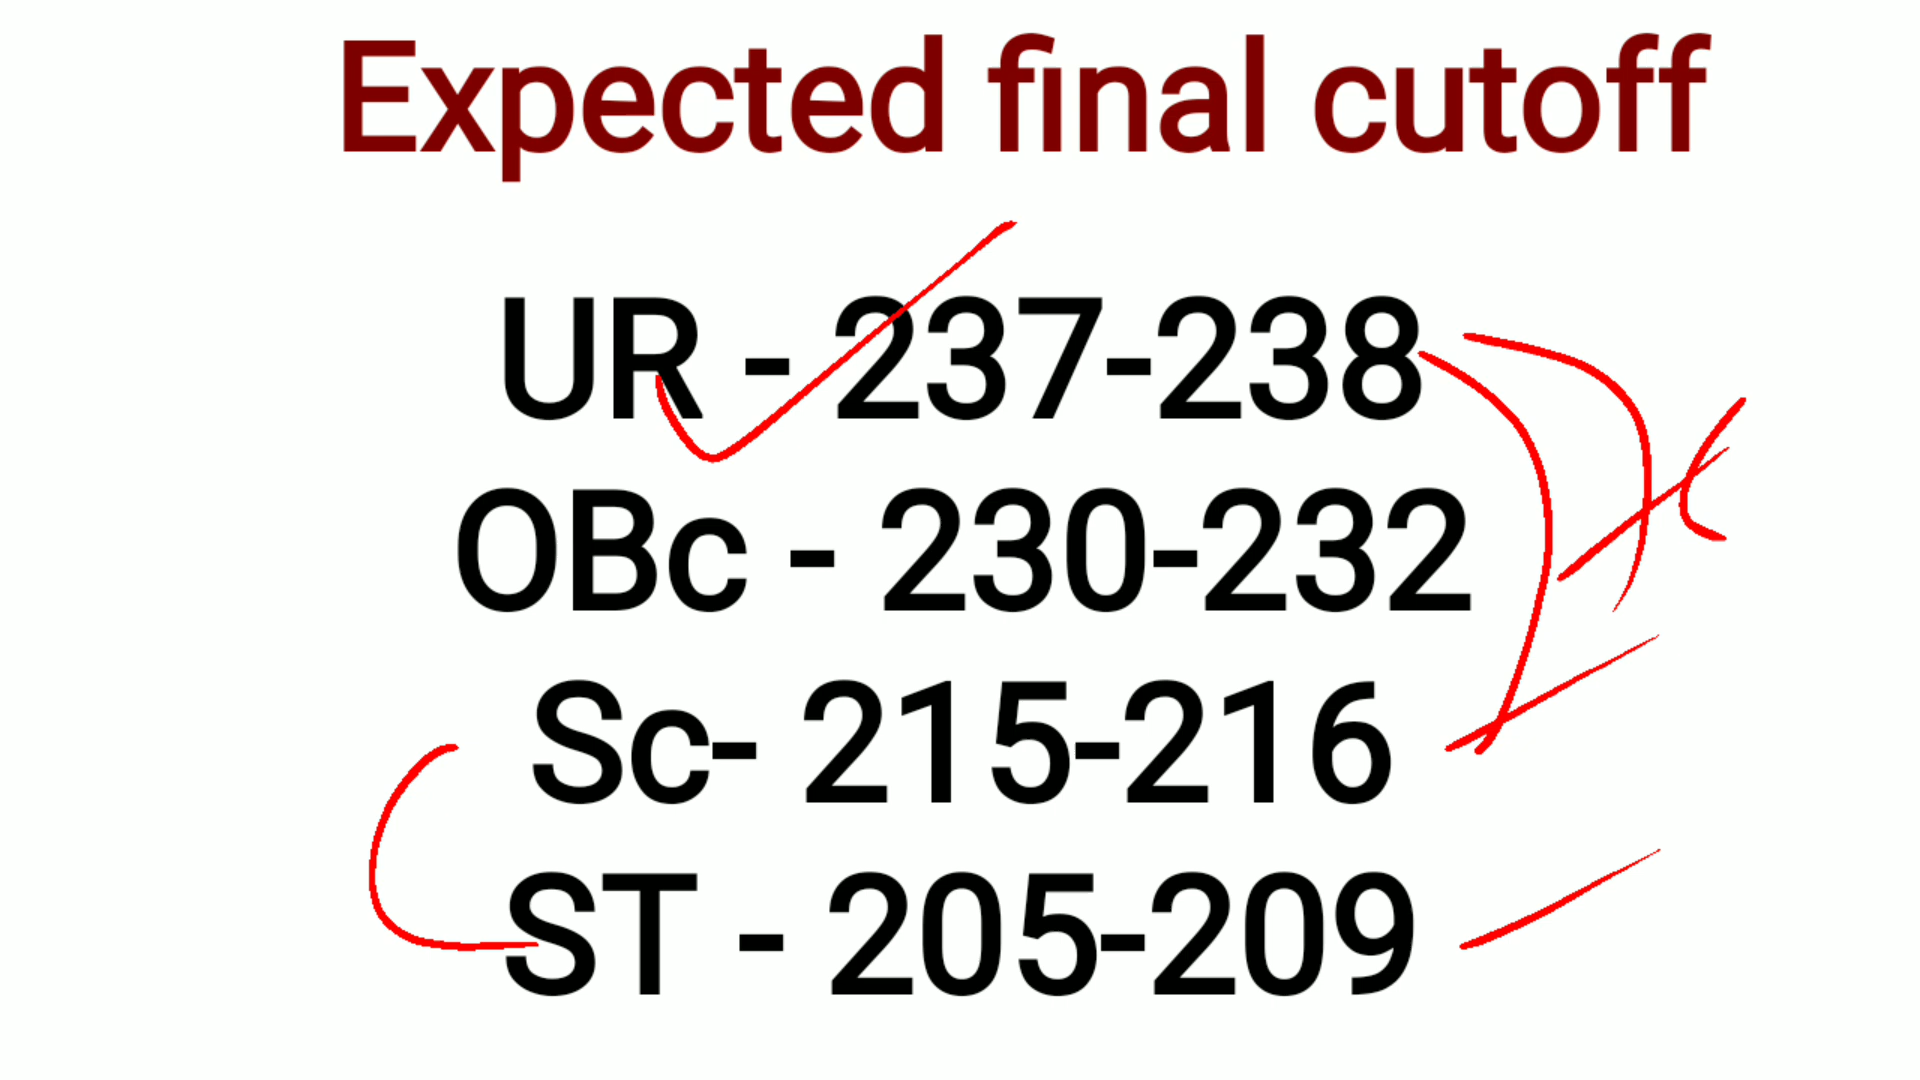 Expected final cutoff
UR - 237-238
OBc - 230-232
Sc- 215-216
ST - 205-209